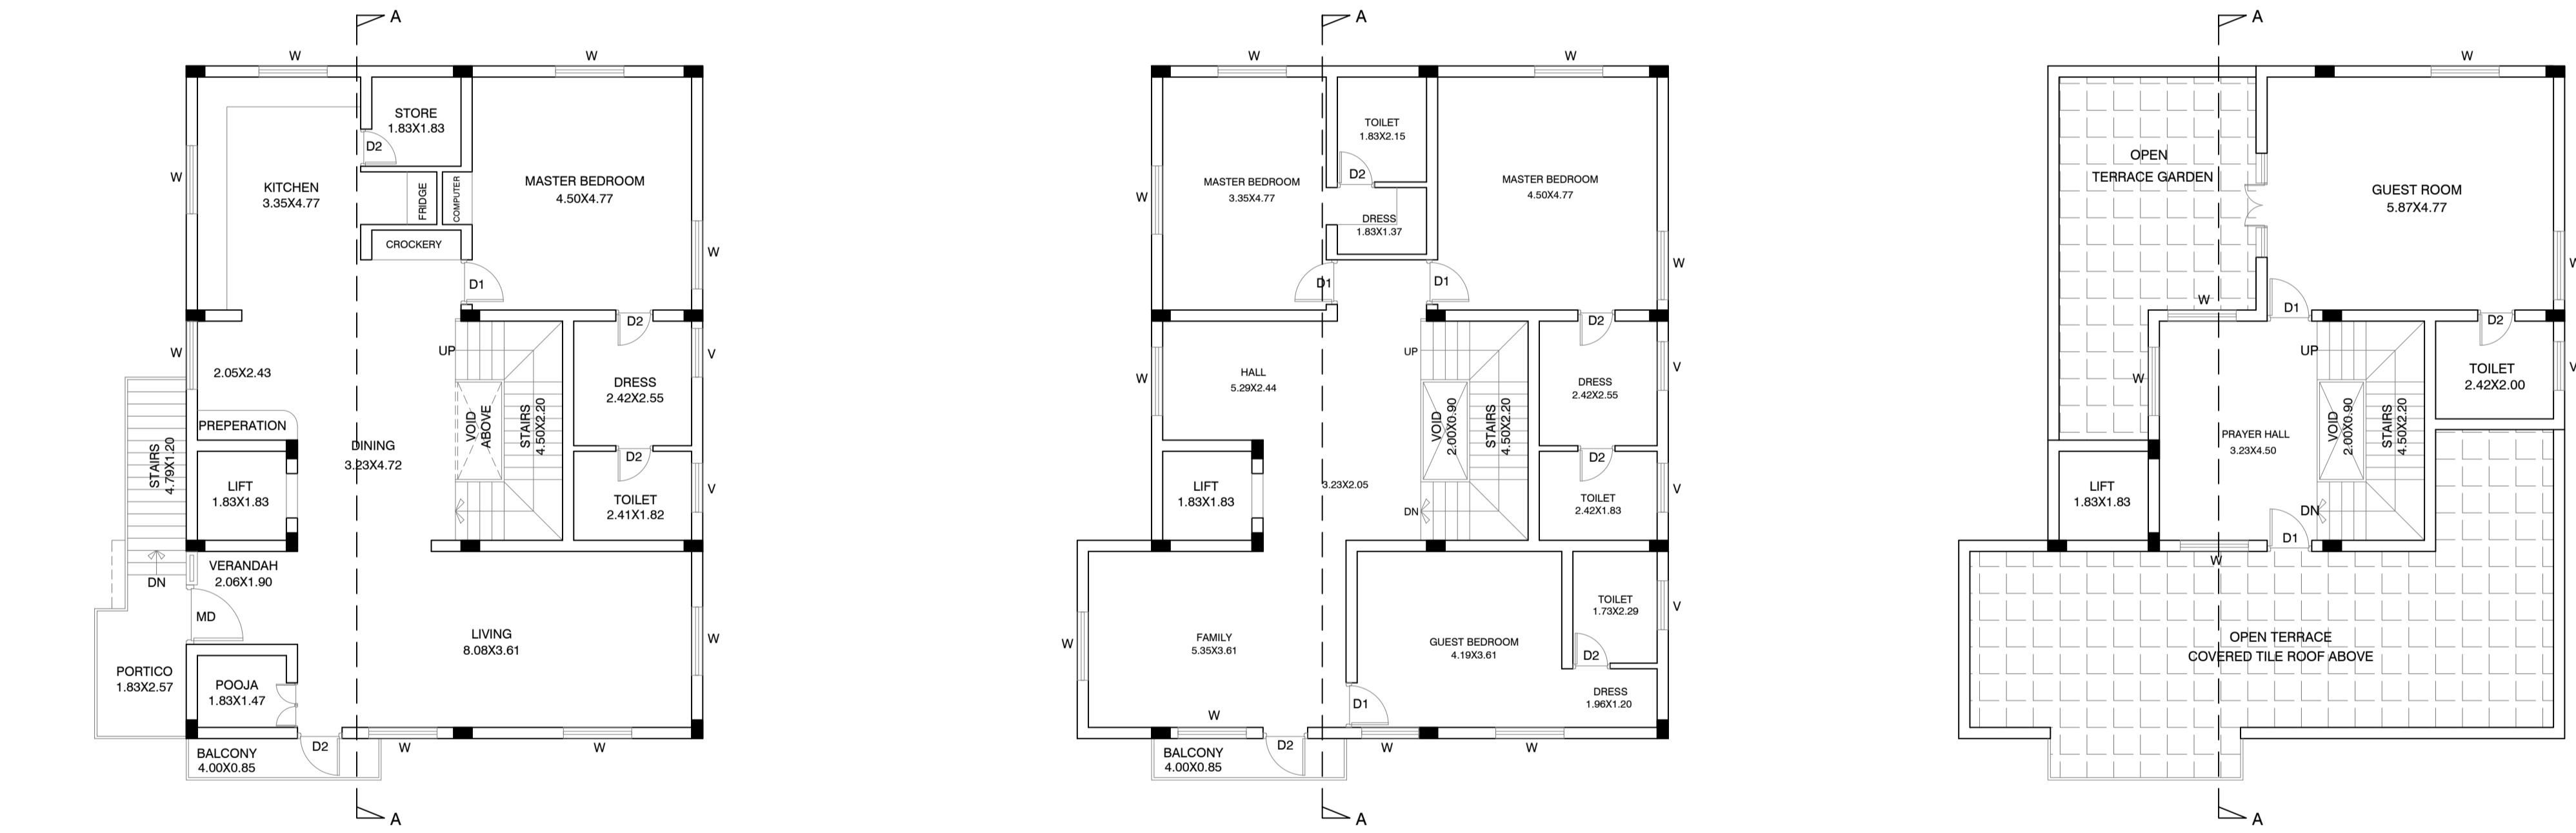 A
W
W
STORE
1.83X1.83
D2
W
KITCHEN
3.35X4.77
FRIDGE
COMPUTER
MASTER BEDROOM
4.50X4.77
CROCKERY
W
D1
D2
W
UP
V
2.05X2.43
DRESS
2.42X2.55
PREPERATION
VOID
ABOVE
STAIRS
4.50X2.20
STAIRS
4.79X1.20
DINING
3.23X4.72
D2
LIFT
1.83X1.83
V
TOILET
2.41X1.82
VERANDAH
2.06X1.90
DN
MD
LIVING
8.08X3.61
W
PORTICO
1.83X2.57
POOJA
1.83X1.47
D2
W
W
BALCONY
4.00X0.85
A
A
W
W
TOILET
1.83X2.15
D2
W
MASTER BEDROOM
3.35X4.77
MASTER BEDROOM
4.50X4.77
DRESS
1.83X1.37
W
D1
D1
D2
UP
V
W
HALL
5.29X2.44
DRESS
2.42X2.55
VOID
2.00X0.90
STAIRS
4.50X2.20
D2
LIFT
1.83X1.83
3.23X2.05
V
TOILET
2.42X1.83
DN
TOILET
1.73X2.29
V
W
FAMILY
5.35X3.61
GUEST BEDROOM
4.19X3.61
D2
DRESS
1.96X1.20
D1
W
D2
W
W
BALCONY
4.00X0.85
A
A
W
OPEN
TERRACE GARDEN
GUEST ROOM
5.87X4.77
W
W
D1
D2
UP
V
W
TOILET
2.42X2.00
PRAYER HALL
3.23X4.50
VOID
2.00X0.90
STAIRS
4.50X2.20
LIFT
1.83X1.83
DN
D1
W
OPEN TERRACE
COVERED TILE ROOF ABOVE
A